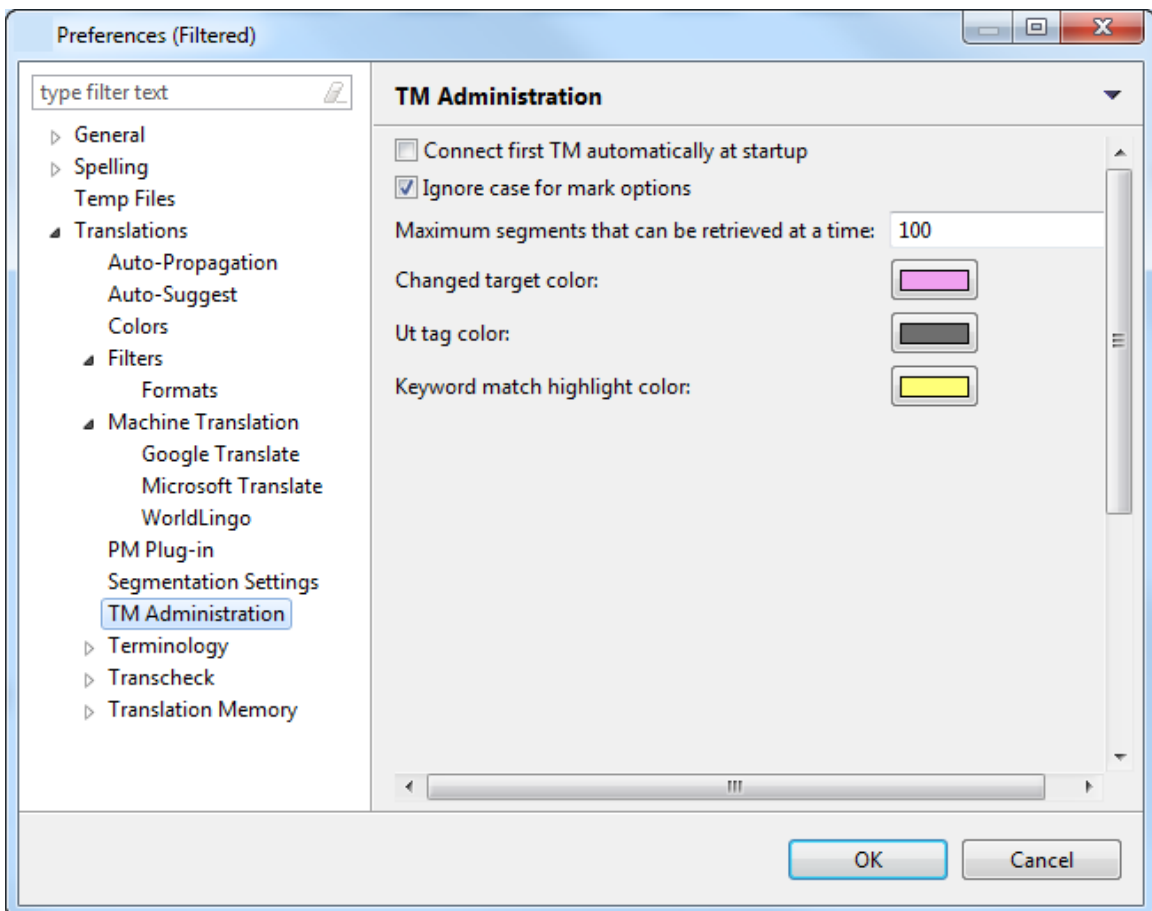 Preferences (Filtered)
type filter text
General
Spelling
Temp Files
Translations
Auto-Propagation
Auto-Suggest
Colors
Filters
Formats
Machine Translation
Google Translate
Microsoft Translate
WorldLingo
PM Plug-in
Segmentation Settings
TM Administration
Terminology
Transcheck
Translation Memory
TM Administration
Connect first TM automatically at startup
Ignore case for mark options
Maximum segments that can be retrieved at a time: 100
Changed target color:
Ut tag color:
Keyword match highlight color:
OK Cancel